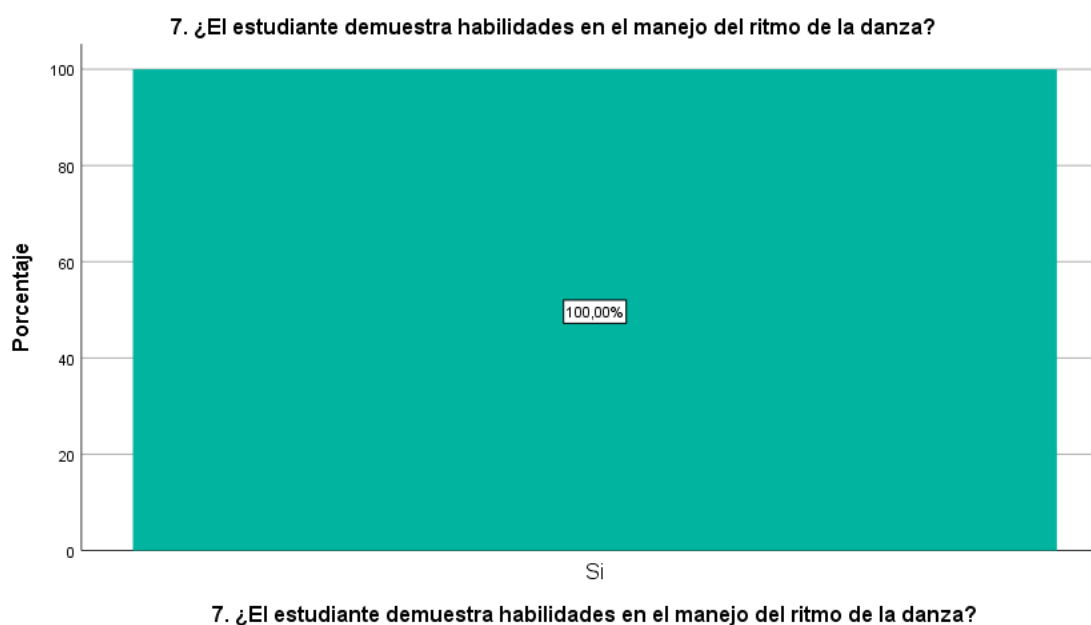 7. ¿El estudiante demuestra habilidades en el manejo del ritmo de la danza?
100
80
60
40
20
0
Porcentaje
100,00%
Si
7. ¿El estudiante demuestra habilidades en el manejo del ritmo de la danza?